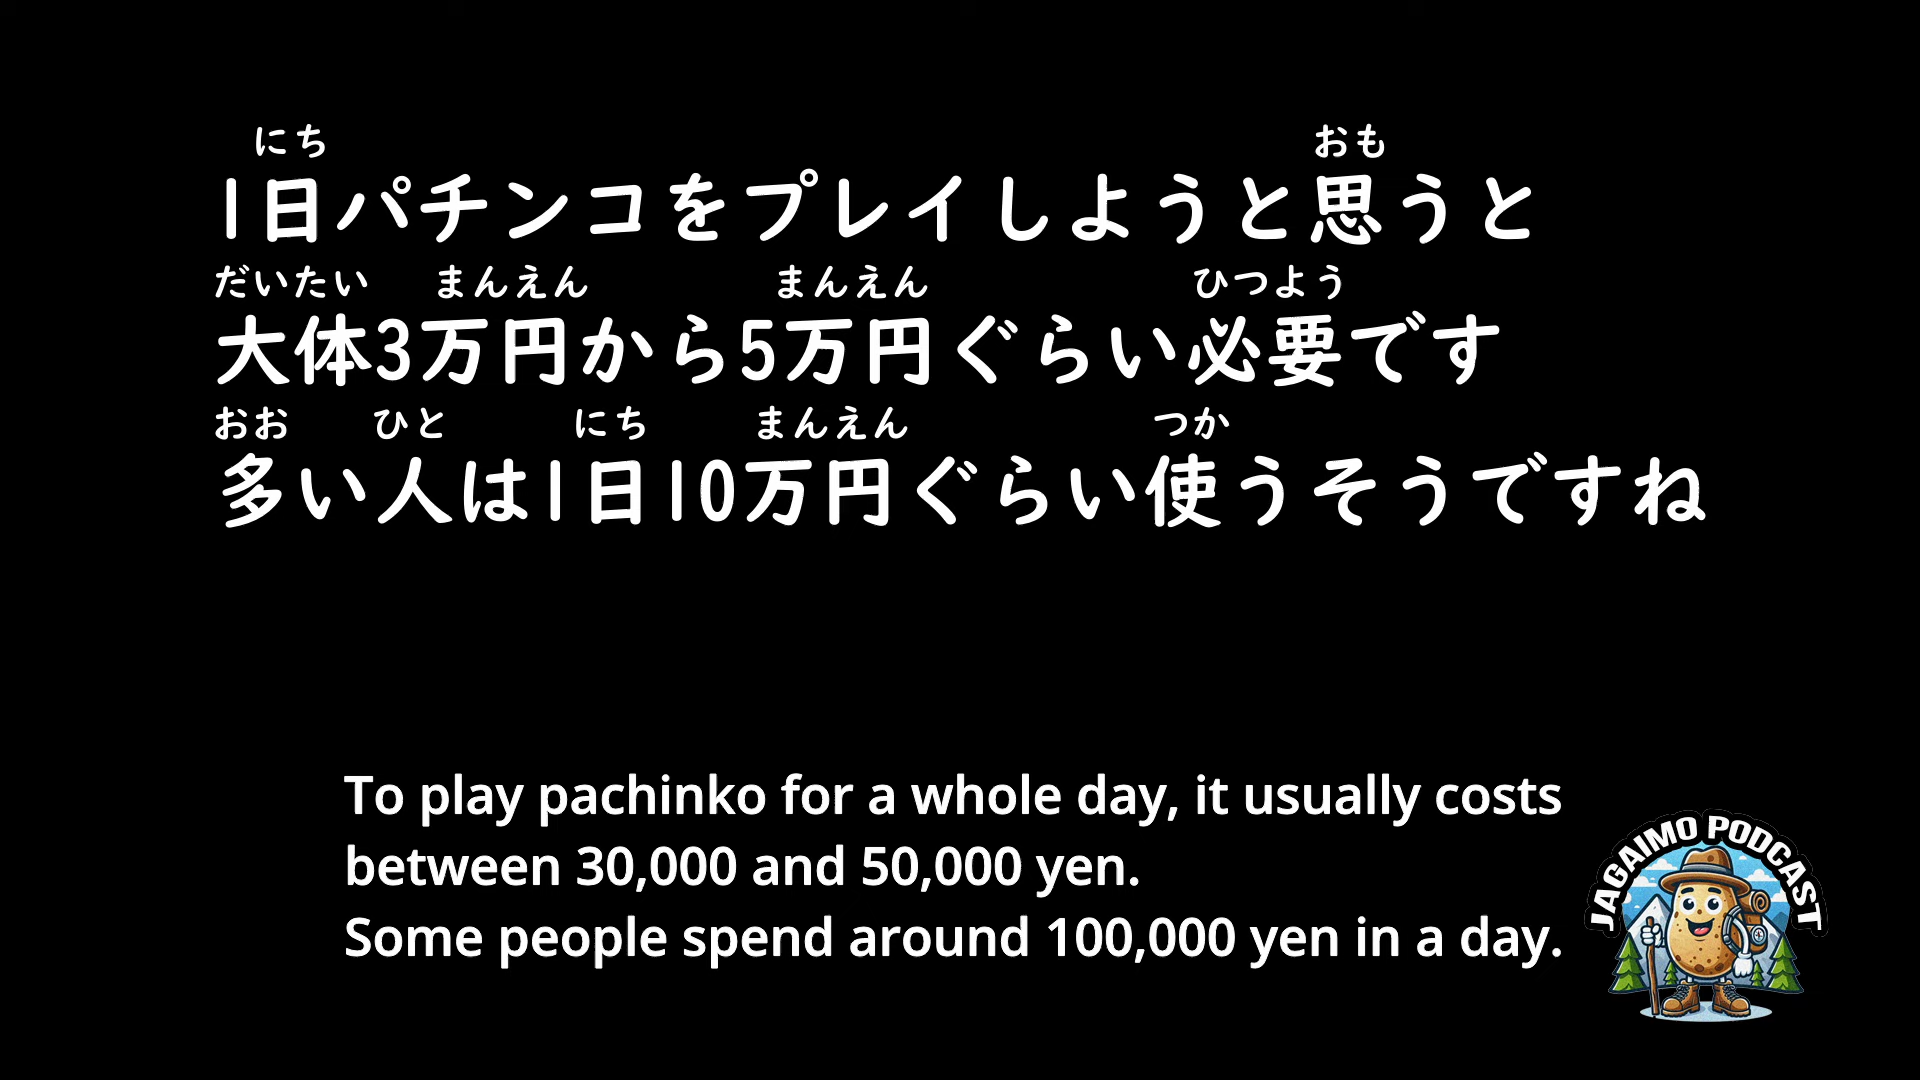 にち おも
1日パチンコをプレイしようと思うと
だいたい まんえん まんえん ひつよう
大体3万円から5万円ぐらい必要です
おお ひと にち まんえん つか
多い人は1日10万円ぐらい使うそうですね
To play pachinko for a whole day, it usually costs
between 30,000 and 50,000 yen.
Some people spend around 100,000 yen in a day.
JAGAIMO PODCAST